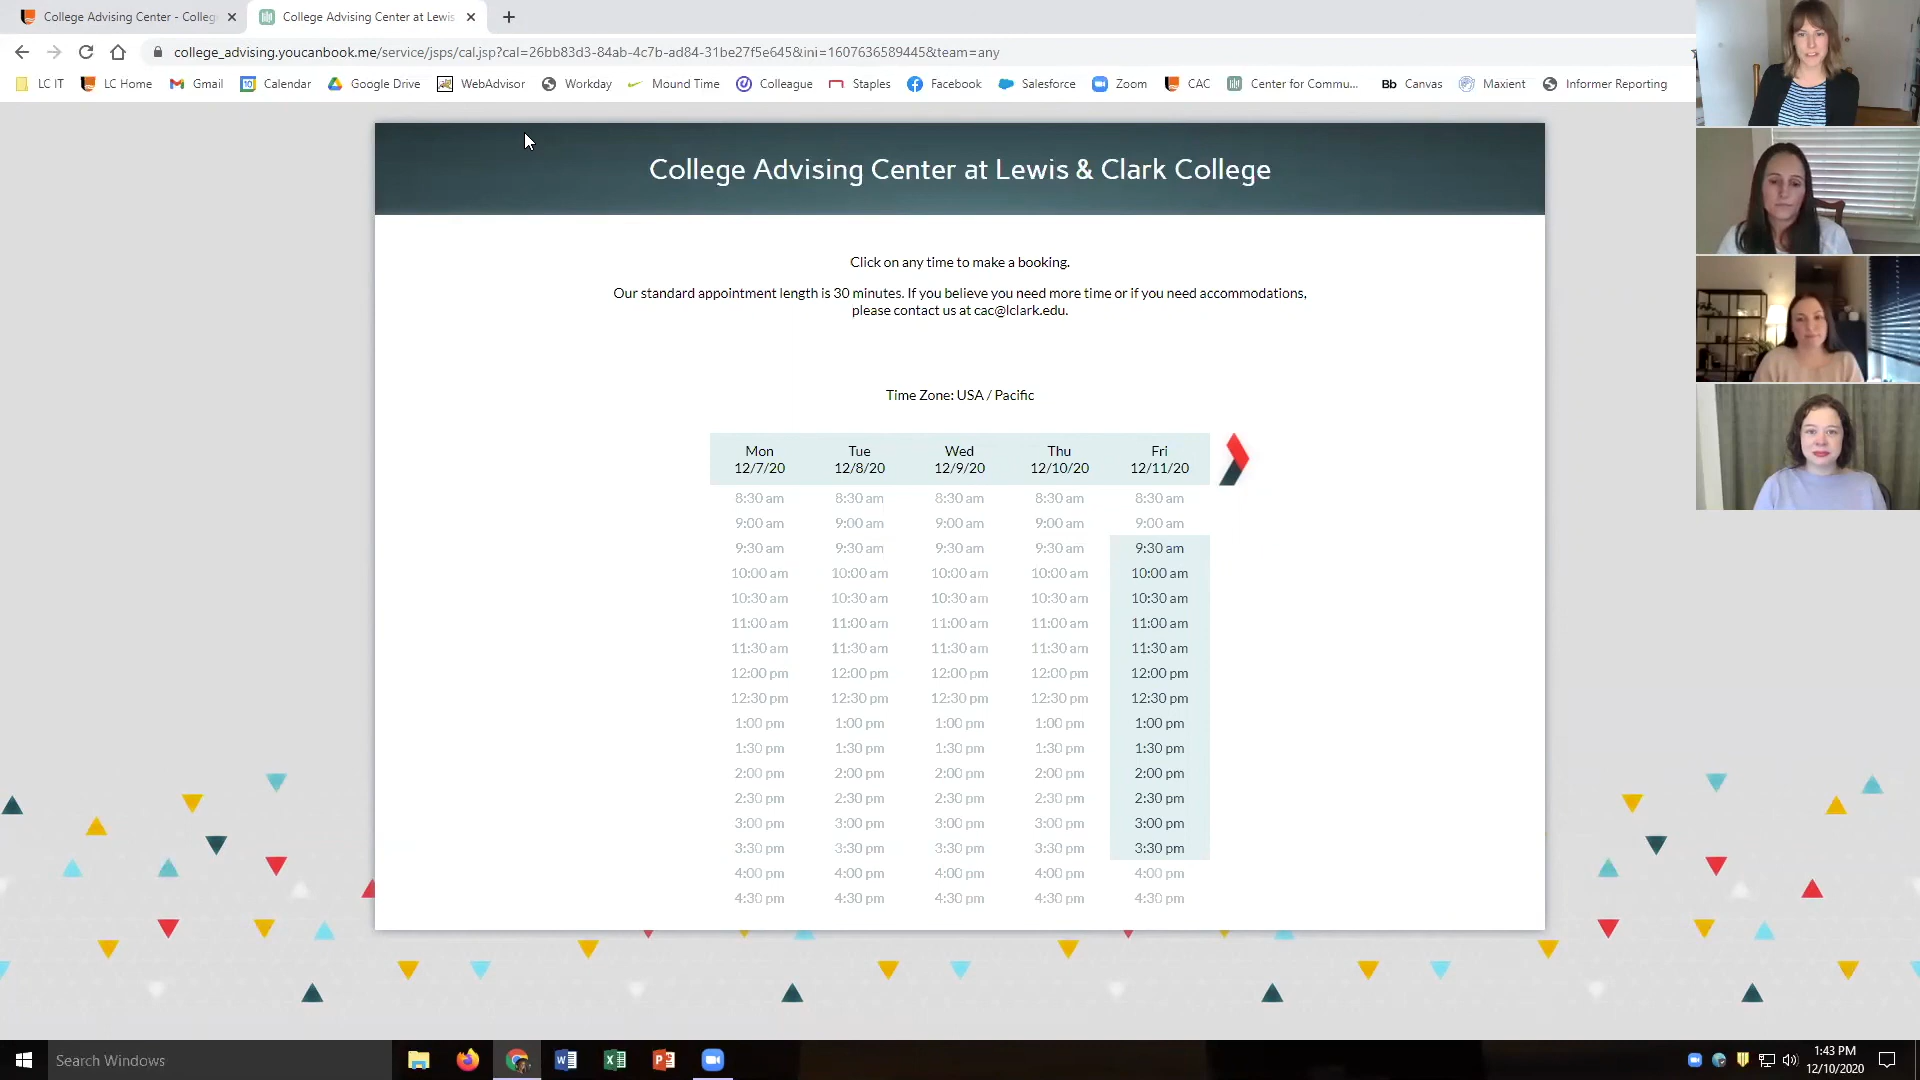 College Advising Center - Colleg
College Advising Center at Lewis
college_advising.youcanbook.me/service/jsps/cal.jsp?cal=26bb83d3-84ab-4c7b-ad84-31be27f5e645&ini=1607636589445&team=any
LC IT LC Home Gmail Calendar Google Drive WebAdvisor Workday Mound Time Colleague Staples Facebook Salesforce Zoom CAC Center for Commu... Bb Canvas Maxient Informer Reporting
College Advising Center at Lewis & Clark College
Click on any time to make a booking.
Our standard appointment length is 30 minutes. If you believe you need more time or if you need accommodations,
please contact us at cac@lclark.edu.
Time Zone: USA / Pacific
Mon Tue Wed Thu Fri
12/7/20 12/8/20 12/9/20 12/10/20 12/11/20
8:30 am 8:30 am 8:30 am 8:30 am 8:30 am
9:00 am 9:00 am 9:00 am 9:00 am 9:00 am
9:30 am 9:30 am 9:30 am 9:30 am 9:30 am
10:00 am 10:00 am 10:00 am 10:00 am 10:00 am
10:30 am 10:30 am 10:30 am 10:30 am 10:30 am
11:00 am 11:00 am 11:00 am 11:00 am 11:00 am
11:30 am 11:30 am 11:30 am 11:30 am 11:30 am
12:00 pm 12:00 pm 12:00 pm 12:00 pm 12:00 pm
12:30 pm 12:30 pm 12:30 pm 12:30 pm 12:30 pm
1:00 pm 1:00 pm 1:00 pm 1:00 pm 1:00 pm
1:30 pm 1:30 pm 1:30 pm 1:30 pm 1:30 pm
2:00 pm 2:00 pm 2:00 pm 2:00 pm 2:00 pm
2:30 pm 2:30 pm 2:30 pm 2:30 pm 2:30 pm
3:00 pm 3:00 pm 3:00 pm 3:00 pm 3:00 pm
3:30 pm 3:30 pm 3:30 pm 3:30 pm 3:30 pm
4:00 pm 4:00 pm 4:00 pm 4:00 pm 4:00 pm
4:30 pm 4:30 pm 4:30 pm 4:30 pm 4:30 pm
Search Windows
1:43 PM
12/10/2020